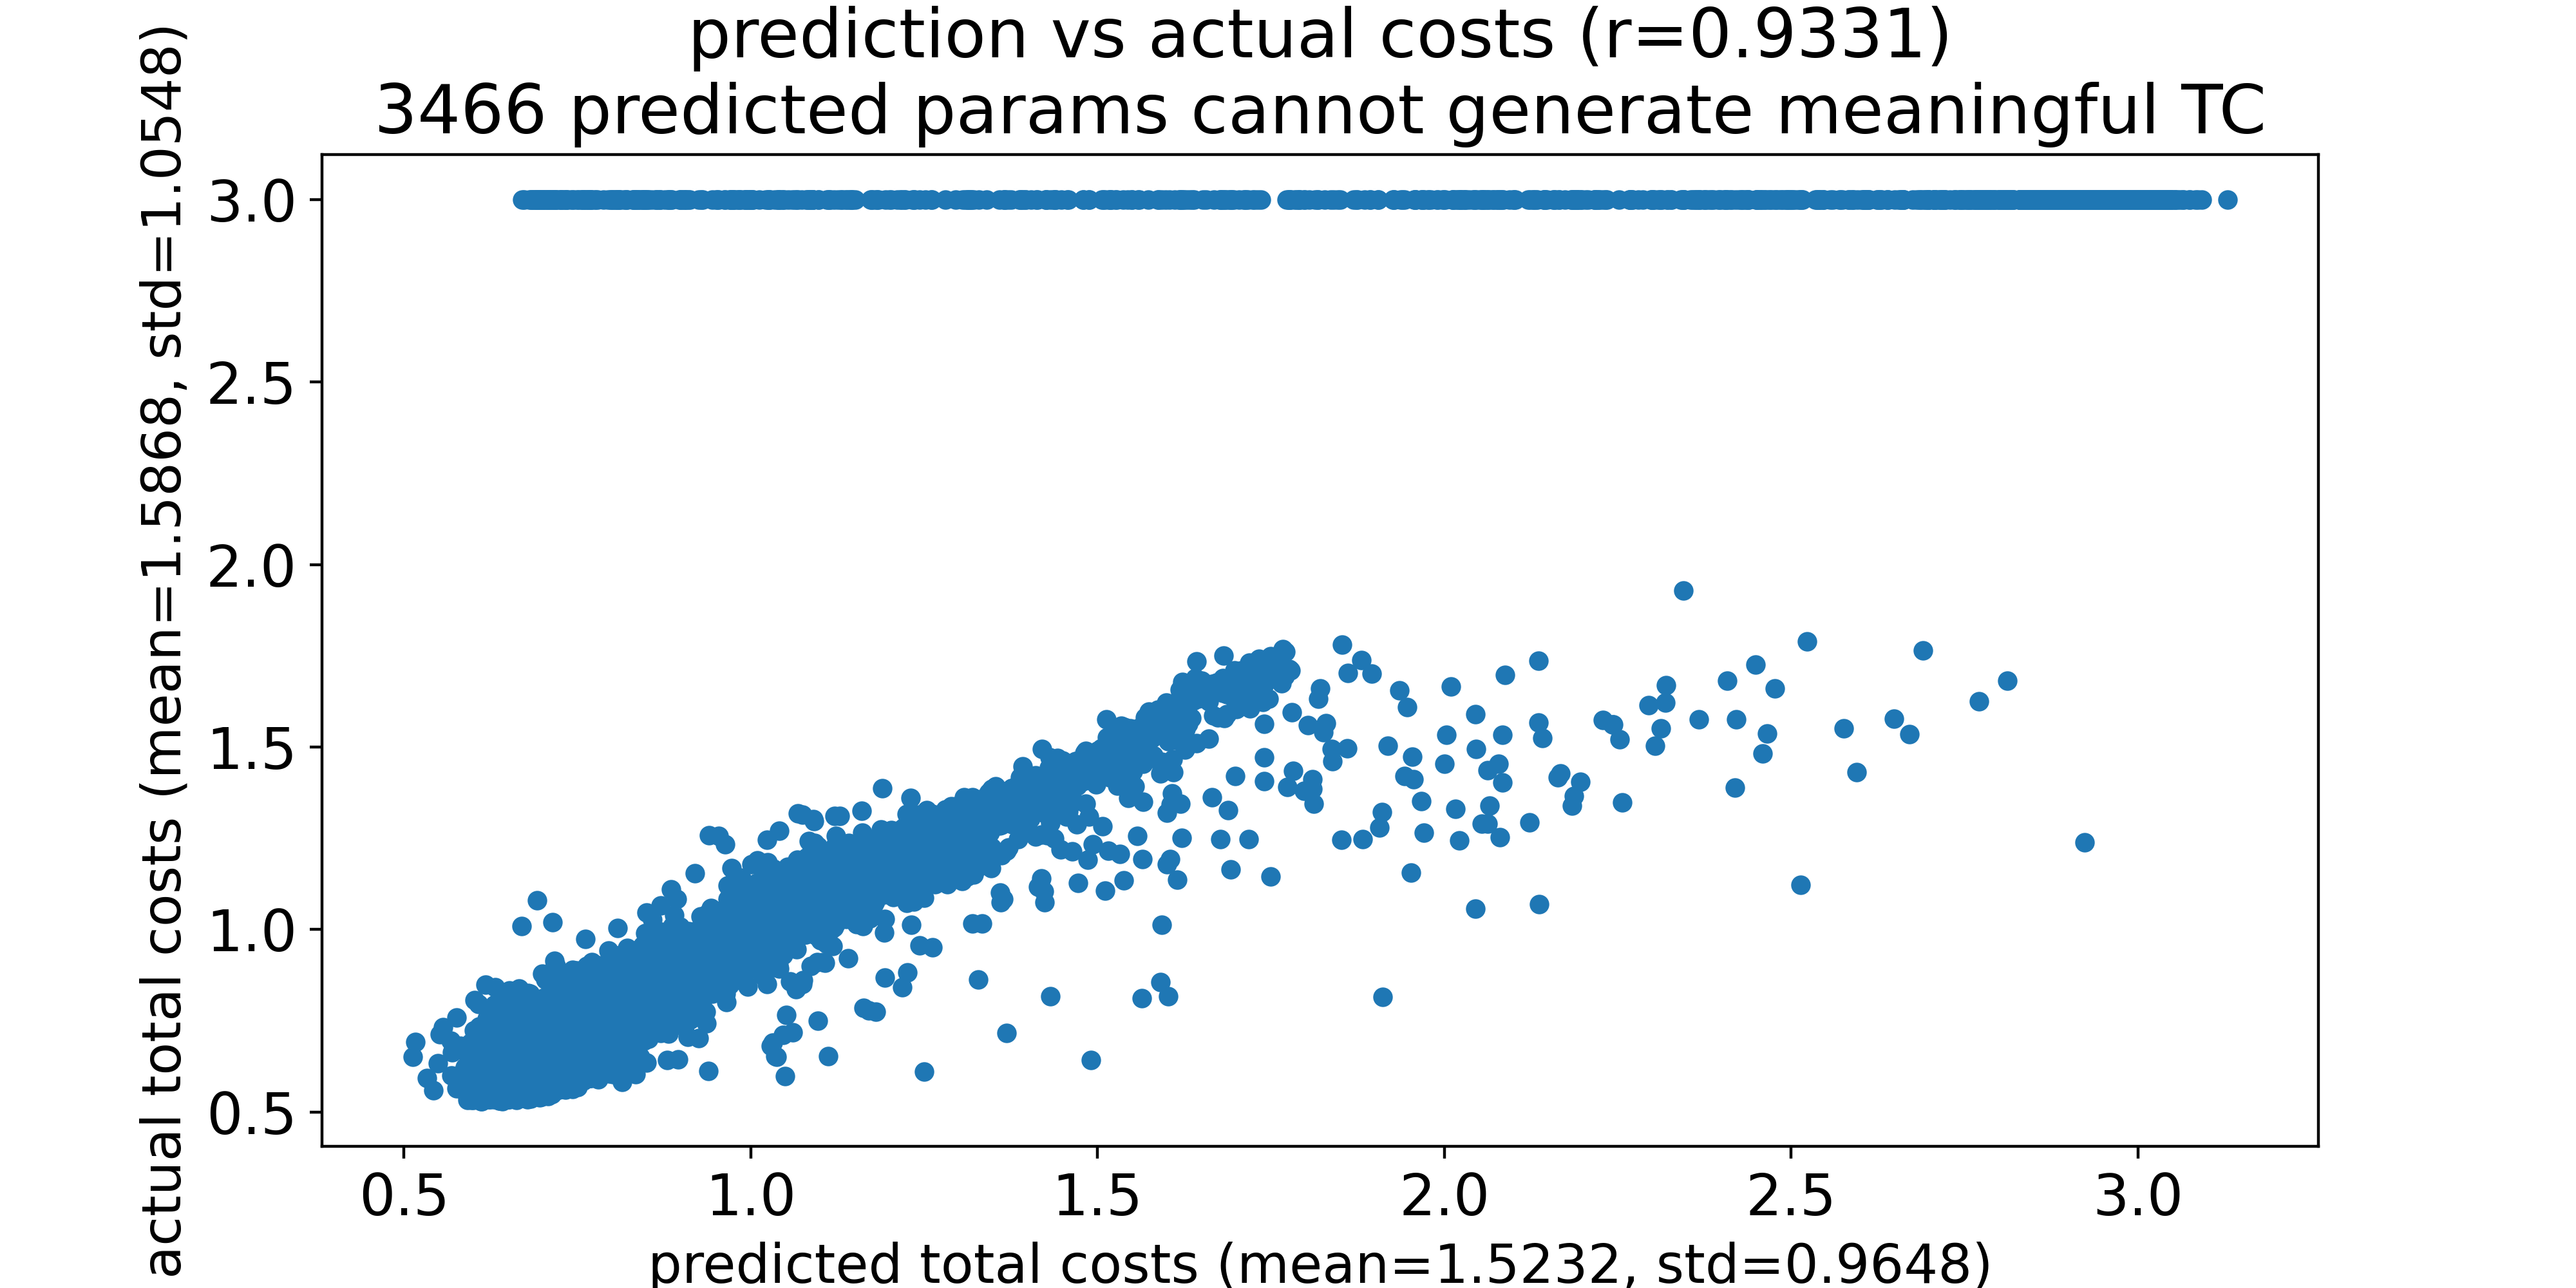 prediction vs actual costs (r=0.9331)
3466 predicted params cannot generate meaningful TC
actual total costs (mean=1.5868, std=1.0548)
3.0
2.5
2.0
1.5
1.0
0.5
0.5 1.0 1.5 2.0 2.5 3.0
predicted total costs (mean=1.5232, std=0.9648)